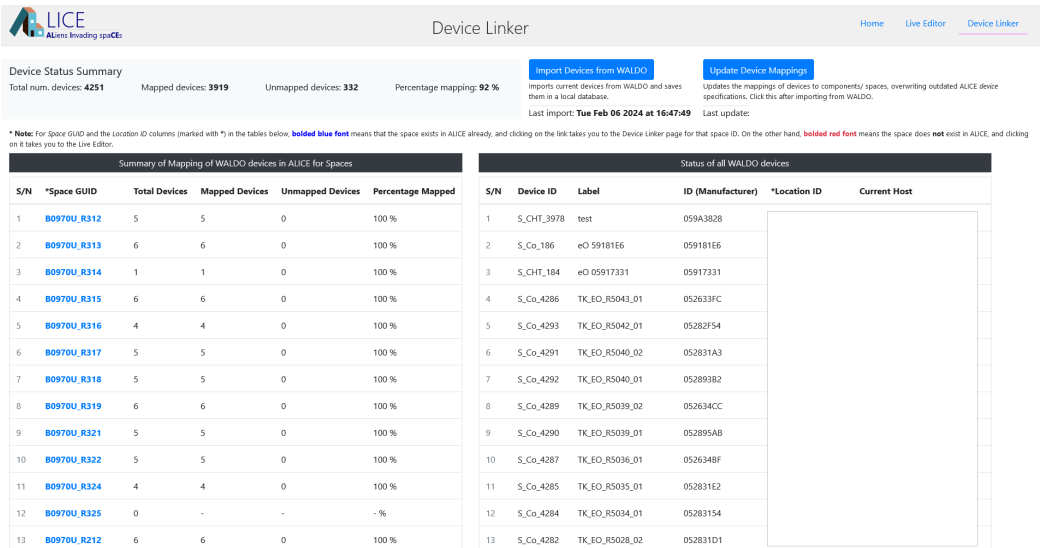 LICE
ALiens Invading spaCEs
Device Linker
Home
Live Editor
Device Linker
Device Status Summary
Total num. devices: 4251
Mapped devices: 3919
Unmapped devices: 332
Percentage mapping: 92 %
Import Devices from WALDO
Imports current devices from WALDO and saves
them in a local database.
Last import: Tue Feb 06 2024 at 16:47:49
Update Device Mappings
Updates the mappings of devices to components/ spaces, overwriting outdated ALICE device
specifications. Click this after importing from WALDO.
Last update:
* Note: For Space GUID and the Location ID columns (marked with *) in the tables below, bolded blue font means that the space exists in ALICE already, and clicking on the link takes you to the Device Linker page for that space ID. On the other hand, bolded red font means the space does not exist in ALICE, and clicking
on it takes you to the Live Editor.
Summary of Mapping of WALDO devices in ALICE for Spaces
S/N *Space GUID Total Devices Mapped Devices Unmapped Devices Percentage Mapped
1 B0970U_R312 5 5 0 100 %
2 B0970U_R313 6 6 0 100 %
3 B0970U_R314 1 1 0 100 %
4 B0970U_R315 6 6 0 100 %
5 B0970U_R316 4 4 0 100 %
6 B0970U_R317 5 5 0 100 %
7 B0970U_R318 5 5 0 100 %
8 B0970U_R319 6 6 0 100 %
9 B0970U_R321 5 5 0 100 %
10 B0970U_R322 5 5 0 100 %
11 B0970U_R324 4 4 0 100 %
12 B0970U_R325 0 - - - %
13 B0970U_R212 6 6 0 100 %
Status of all WALDO devices
S/N Device ID Label ID (Manufacturer) *Location ID Current Host
1 S_CHT_3978 test 059A3828
2 S_Co_186 eO 59181E6 059181E6
3 S_CHT_184 eO 05917331 05917331
4 S_Co_4286 TK_EO_R5043_01 052633FC
5 S_Co_4293 TK_EO_R5042_01 05282F54
6 S_Co_4291 TK_EO_R5040_02 052831A3
7 S_Co_4292 TK_EO_R5040_01 052893B2
8 S_Co_4289 TK_EO_R5039_02 052634CC
9 S_Co_4290 TK_EO_R5039_01 052895AB
10 S_Co_4287 TK_EO_R5036_01 052634BF
11 S_Co_4285 TK_EO_R5035_01 052831E2
12 S_Co_4284 TK_EO_R5034_01 05283154
13 S_Co_4282 TK_EO_R5028_02 052831D1